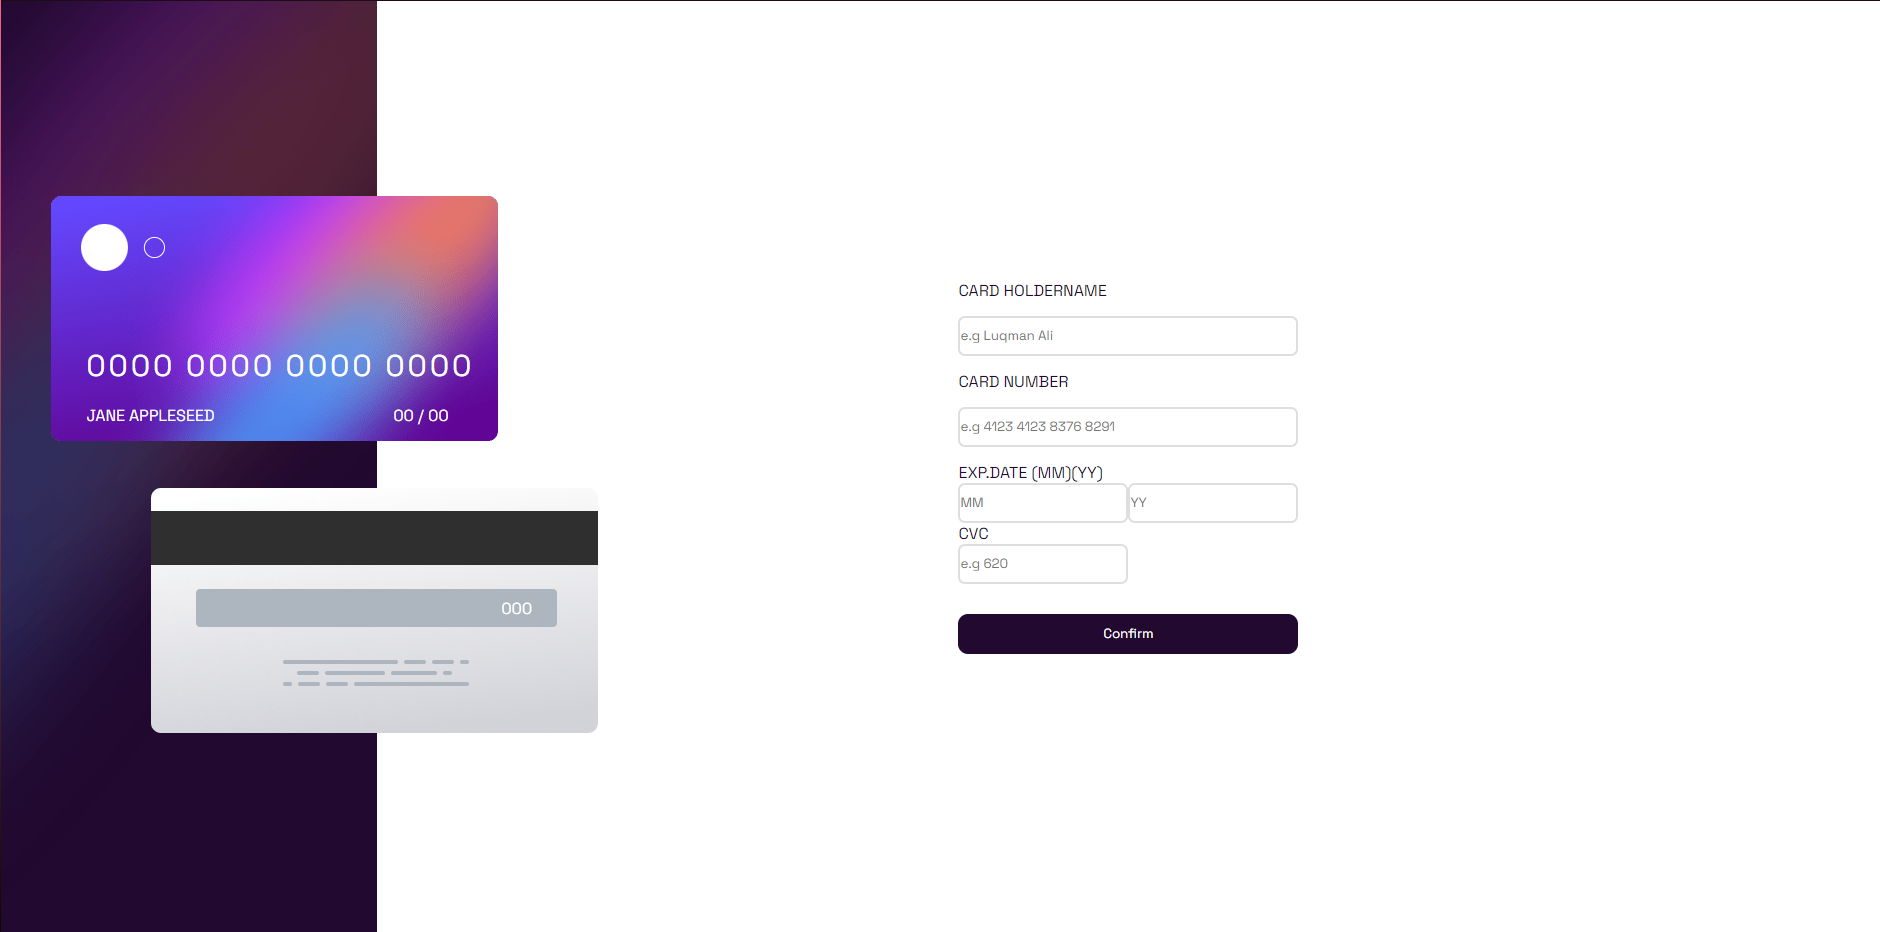 0000 0000 0000 0000
JANE APPLESEED 00 / 00
000
CARD HOLDERNAME
e.g Luqman Ali
CARD NUMBER
e.g 4123 4123 8376 8291
EXP.DATE (MM)(YY)
MM YY
CVC
e.g 620
Confirm